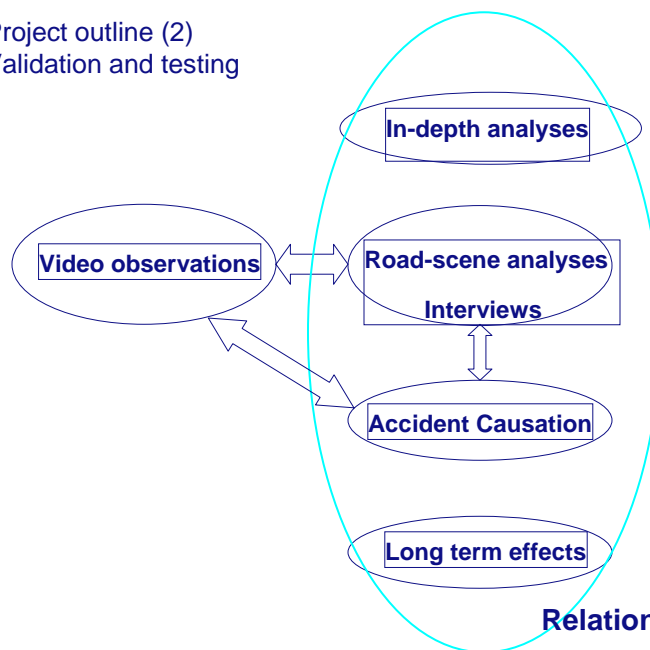 roject outline (2)
alidation and testing
In-depth analyses
Video observations
Road-scene analyses
Interviews
Accident Causation
Long term effects
Relation